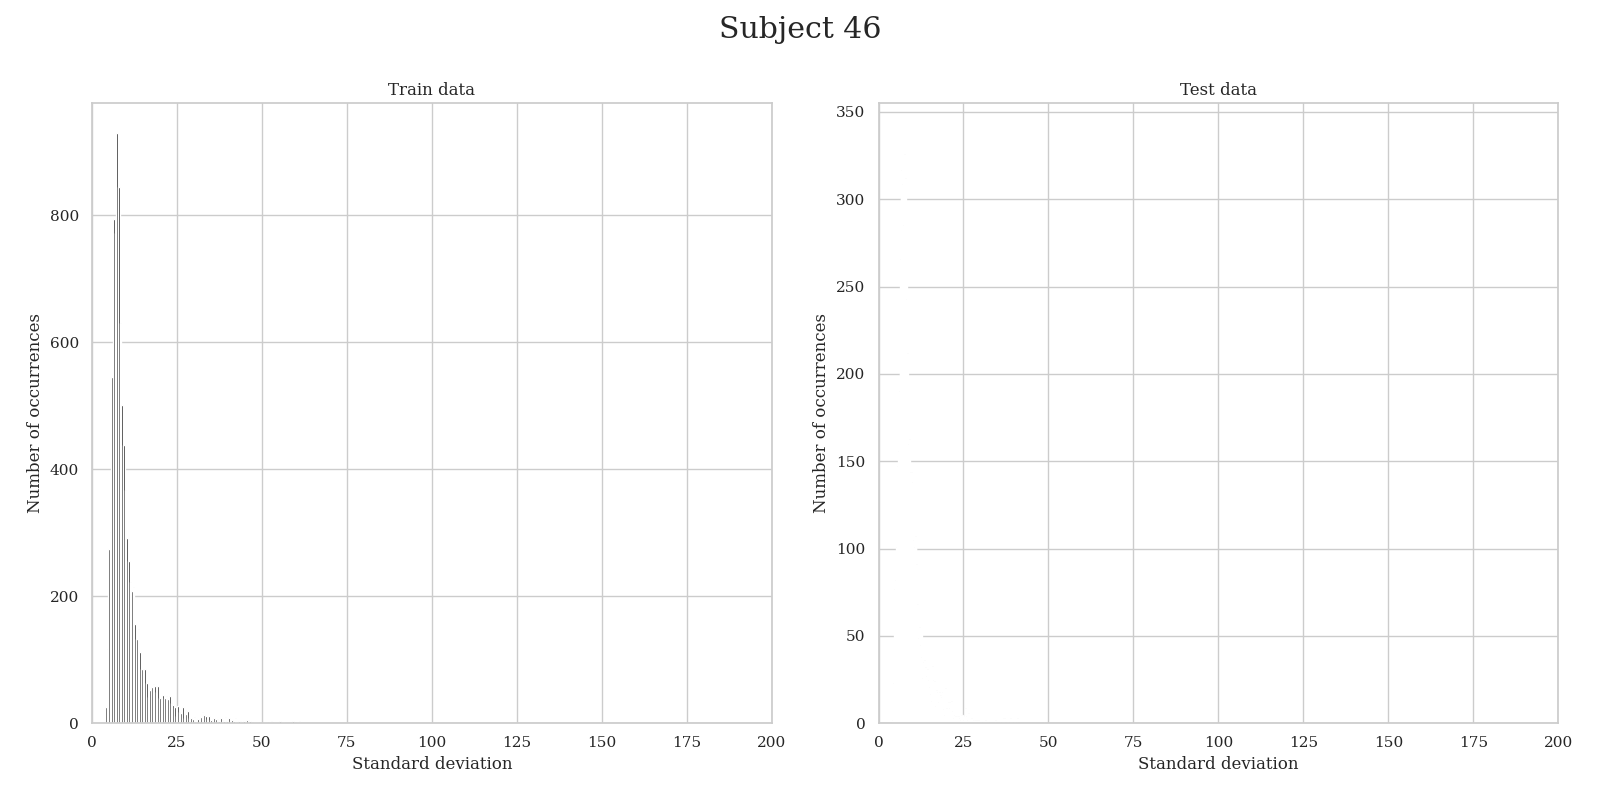 Subject 46
Train data
Number of occurrences
800
600
400
200
0
0 25 50 75 100 125 150 175 200
Standard deviation
Test data
Number of occurrences
350
300
250
200
150
100
50
0
0 25 50 75 100 125 150 175 200
Standard deviation